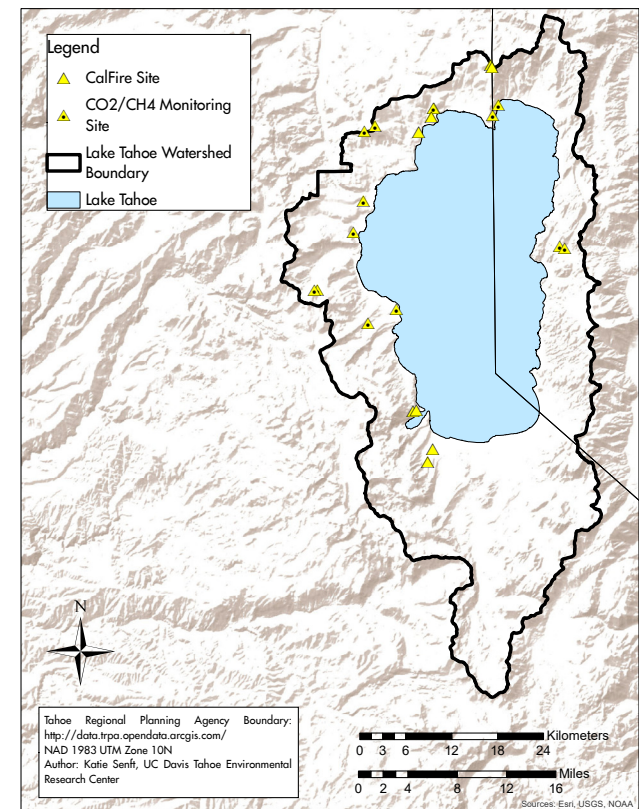 Legend
CalFire Site
CO2/CH4 Monitoring
Site
Lake Tahoe Watershed
Boundary
Lake Tahoe
N
Tahoe Regional Planning Agency Boundary:
http://data.trpa.opendata.arcgis.com/
NAD 1983 UTM Zone 10N
Author: Katie Senft, UC Davis Tahoe Environmental
Research Center
Kilometers
0 3 6 12 18 24
Miles
0 2 4 8 12 16
Sources: Esri, USGS, NOAA